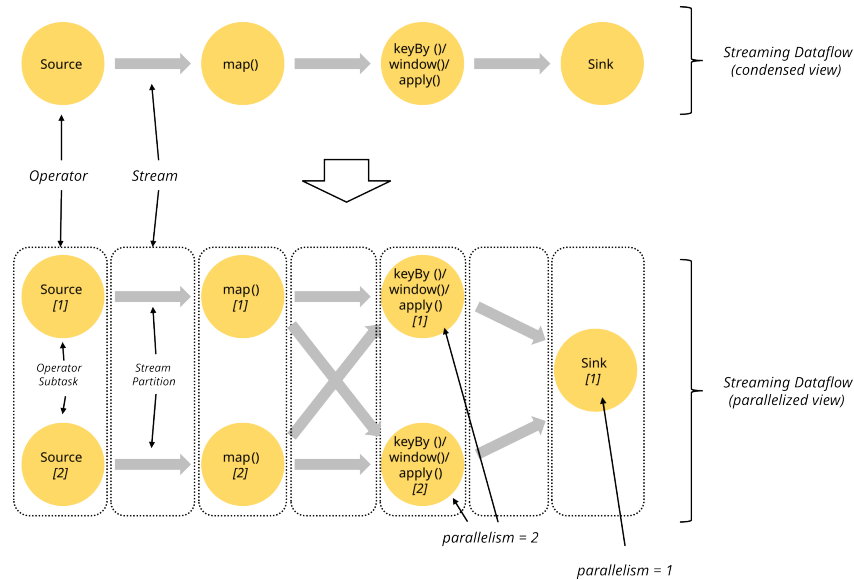 Source
map()
keyBy ()/
window()/
apply()
Sink
Streaming Dataflow
(condensed view)
Operator
Stream
Source
[1]
map()
[1]
keyBy ()/
window()/
apply()
[1]
Operator
Subtask
Stream
Partition
Sink
[1]
Streaming Dataflow
(parallelized view)
Source
[2]
map()
[2]
keyBy ()/
window()/
apply()
[2]
parallelism = 2
parallelism = 1